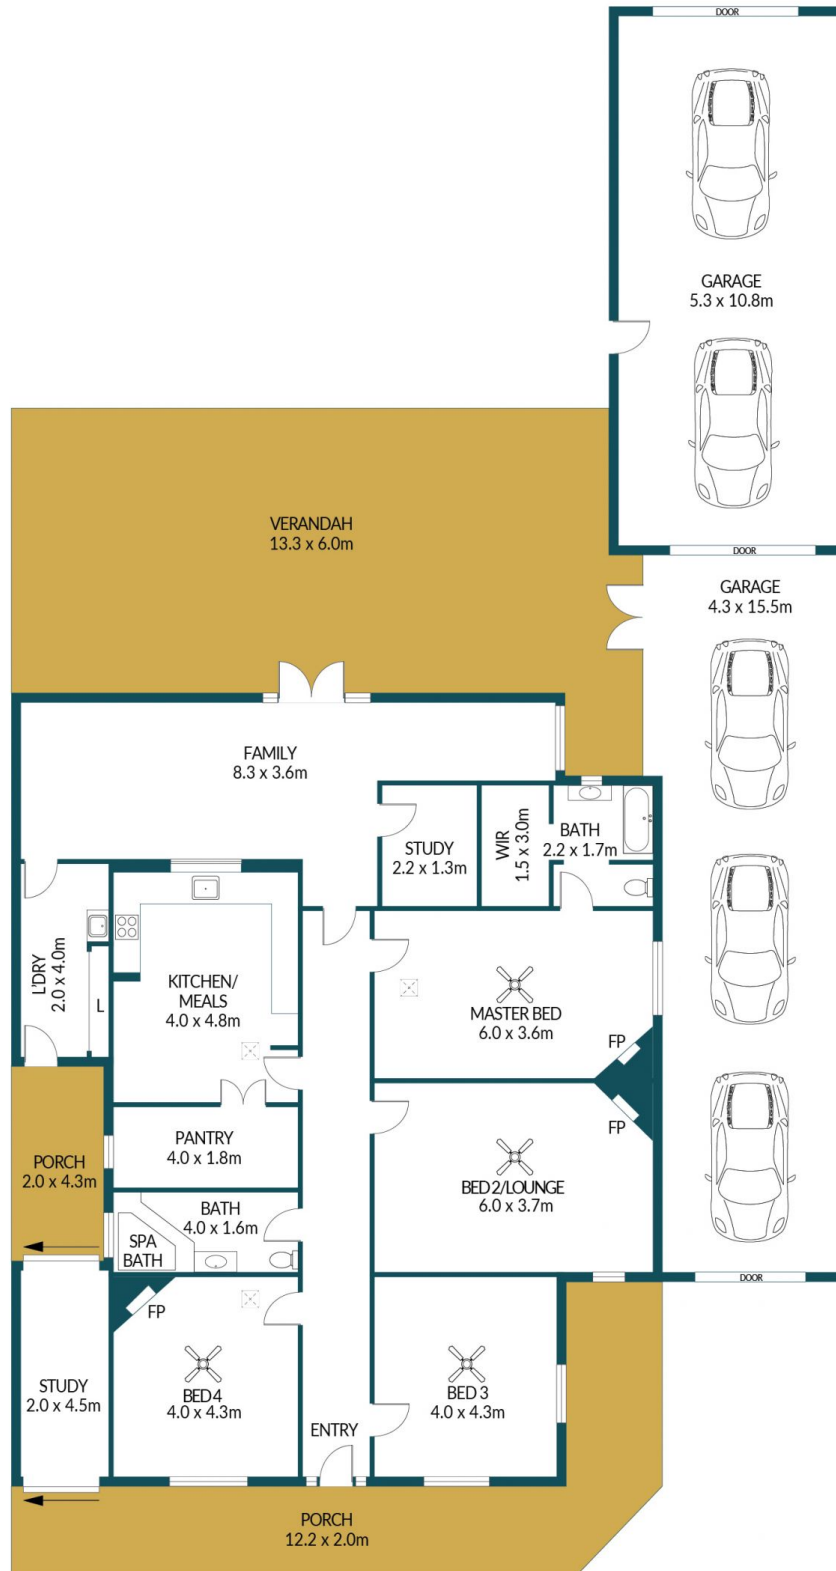 DOOR
GARAGE
5.3 x 10.8m
VERANDAH
13.3 x 6.0m
DOOR
GARAGE
4.3 x 15.5m
FAMILY
8.3 x 3.6m
STUDY
2.2 x 1.3m
WIR
1.5 x 3.0m
BATH
2.2 x 1.7m
L'DRY
2.0 x 4.0m
L
KITCHEN/
MEALS
4.0 x 4.8m
MASTER BED
6.0 x 3.6m
FP
FP
PANTRY
4.0 x 1.8m
BED 2/LOUNGE
6.0 x 3.7m
PORCH
2.0 x 4.3m
BATH
4.0 x 1.6m
SPA
BATH
DOOR
FP
STUDY
2.0 x 4.5m
BED 4
4.0 x 4.3m
BED 3
4.0 x 4.3m
ENTRY
PORCH
12.2 x 2.0m